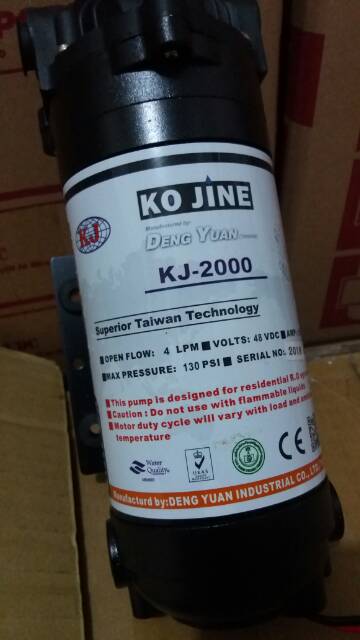 KO JINE
KJ
Manufactured by:
DENG YUAN
KJ-2000
Superior Taiwan Technology
■OPEN FLOW: 4 LPM ■VOLTS: 48 VDC ■
■MAX PRESSURE: 130 PSI ■ SERIAL NO.: 2018
■This pump is designed for residential R.O
■Caution : Do not use with flammable liquids
■Motor duty cycle will vary with load and
temperature
Water
Quality
UKAS
CE
Manufacturd by:DENG YUAN INDUSTRIAL CO., LTD